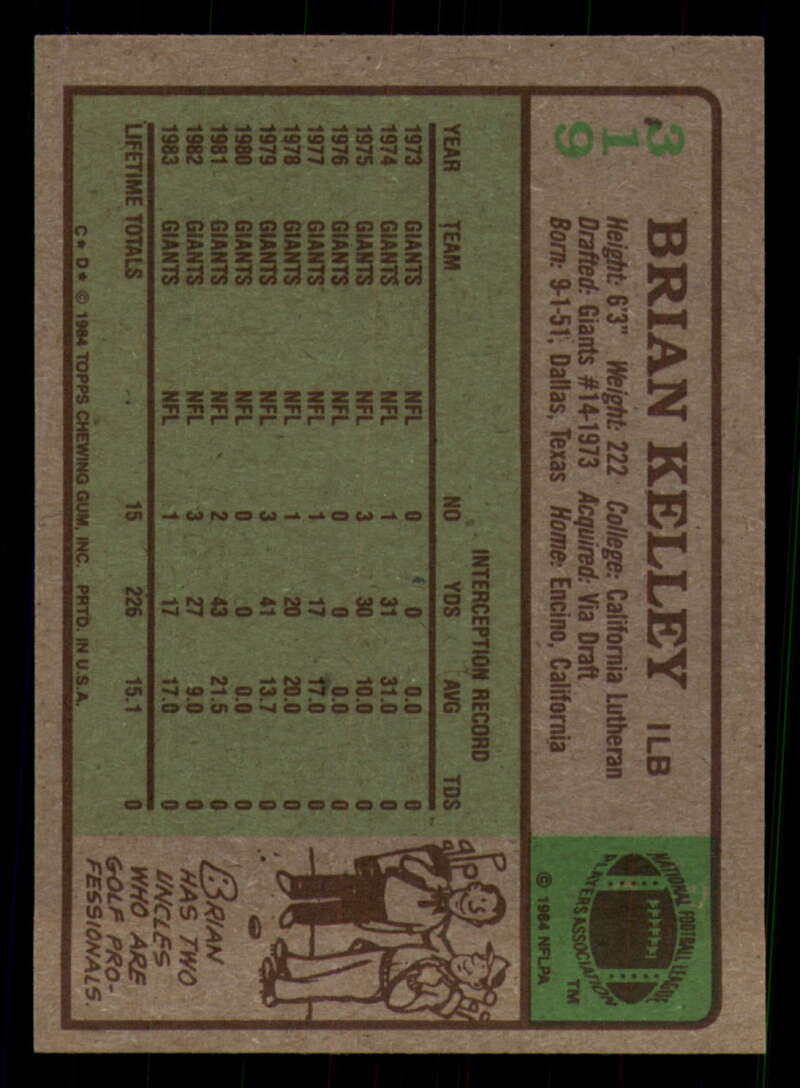 319
BRIAN KELLEY ILB
Height: 6'3" Weight: 222 College: California Lutheran
Drafted: Giants #14-1973 Acquired: Via Draft
Born: 9-1-51, Dallas, Texas Home: Encino, California
NATIONAL FOOTBALL LEAGUE
PLAYERS ASSOCIATION
TM
© 1984 NFLPA
INTERCEPTION RECORD
YEAR TEAM NO YDS AVG TDS
1973 GIANTS NFL 0 0 0.0 0
1974 GIANTS NFL 1 31 31.0 0
1975 GIANTS NFL 3 30 10.0 0
1976 GIANTS NFL 0 0 0.0 0
1977 GIANTS NFL 1 17 17.0 0
1978 GIANTS NFL 1 20 20.0 0
1979 GIANTS NFL 3 41 13.7 0
1980 GIANTS NFL 0 0 0.0 0
1981 GIANTS NFL 2 43 21.5 0
1982 GIANTS NFL 3 27 9.0 0
1983 GIANTS NFL 1 17 17.0 0
LIFETIME TOTALS 15 226 15.1 0
C* D* © 1984 TOPPS CHEWING GUM, INC. PRTD. IN U.S.A.
BRIAN
HAS TWO
UNCLES
WHO ARE
GOLF PRO-
FESSIONALS.